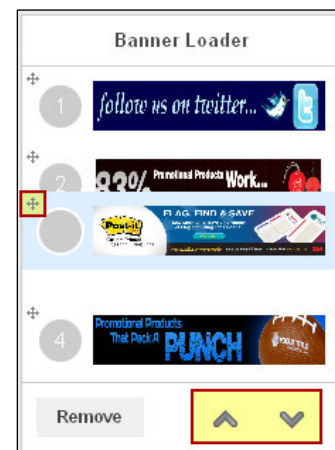 Banner Loader
1
follow us on twitter...
2
83% Promotional Products Work...
Post-it
FLAG, FIND & SAVE
4
Promotional Products
That Pack A PUNCH
Remove